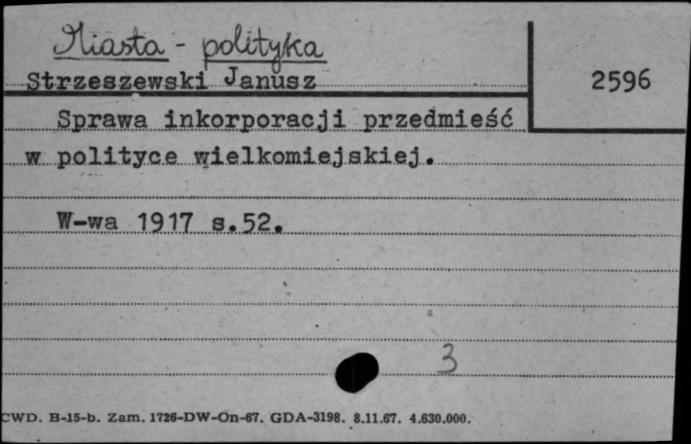 Miasta - polityka
Strzeszewski Janusz
2596
Sprawa inkorporacji przedmieść
w polityce wielkomiejskiej.
W-wa 1917 s.52.
3
CWD. B-15-b. Zam. 1726-DW-On-67. GDA-3198. 8.11.67. 4.630.000.